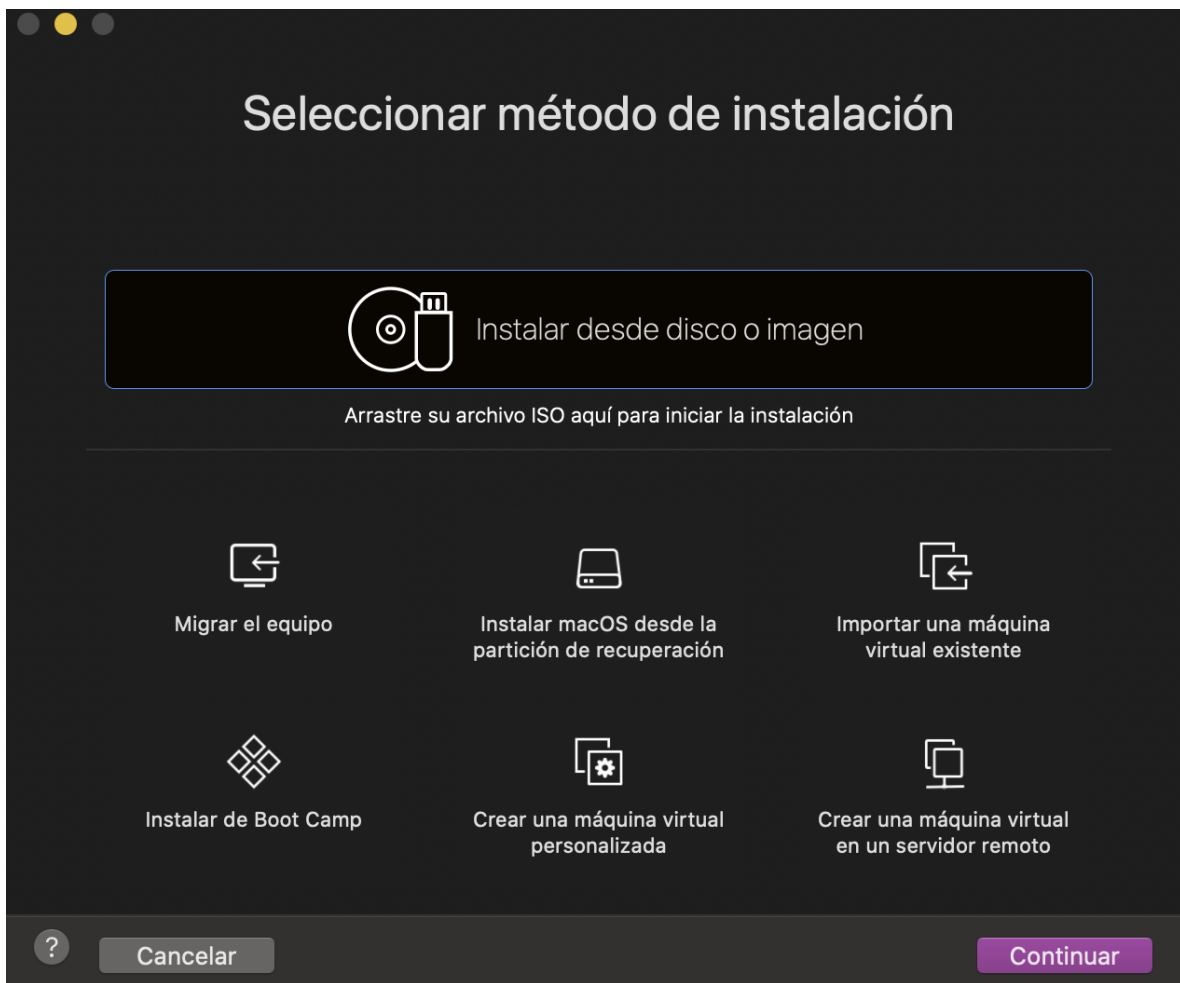 Seleccionar método de instalación
Instalar desde disco o imagen
Arrastre su archivo ISO aquí para iniciar la instalación
Migrar el equipo
Instalar macOS desde la
partición de recuperación
Importar una máquina
virtual existente
Instalar de Boot Camp
Crear una máquina virtual
personalizada
Crear una máquina virtual
en un servidor remoto
?
Cancelar
Continuar